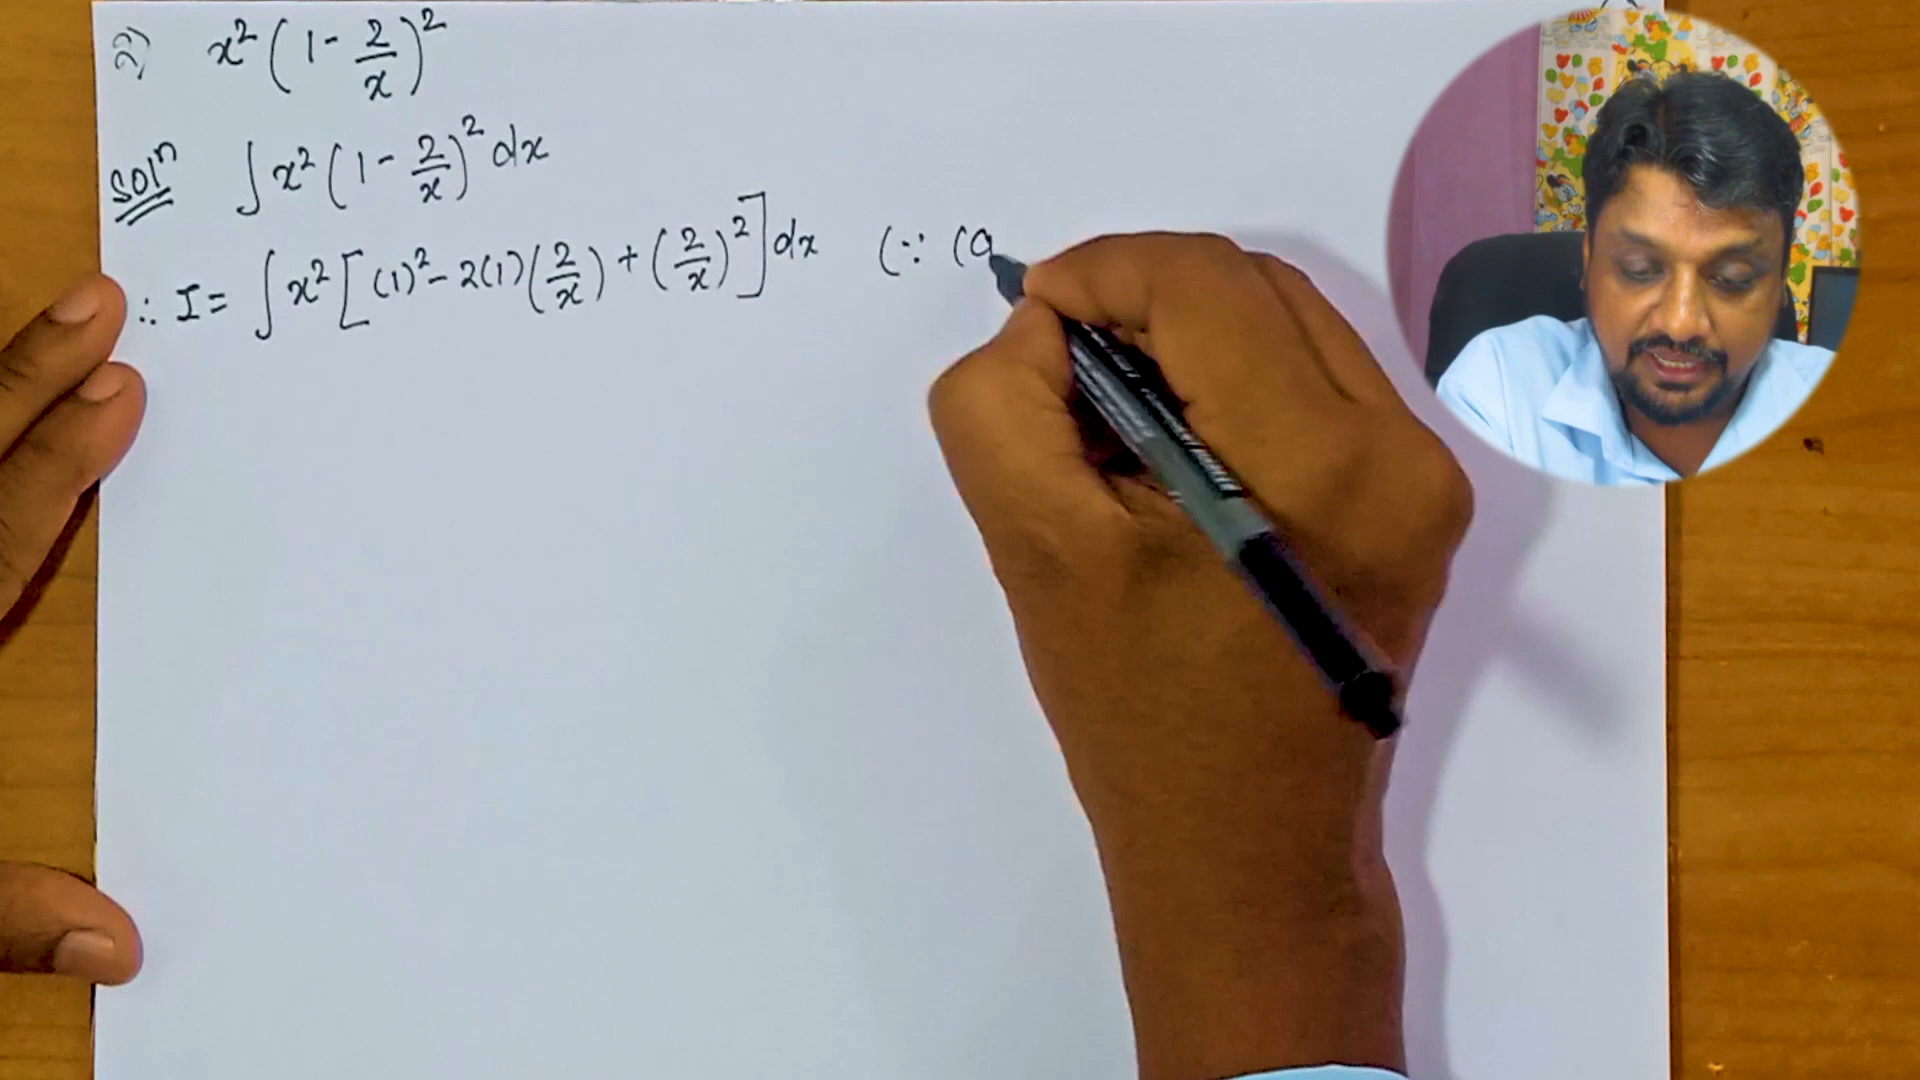 2) x² (1 - 2/x)²
Solⁿ ∫ x² (1 - 2/x)² dx
∴ I = ∫ x² [(1)² - 2(1)(2/x) + (2/x)²] dx (∵ (a